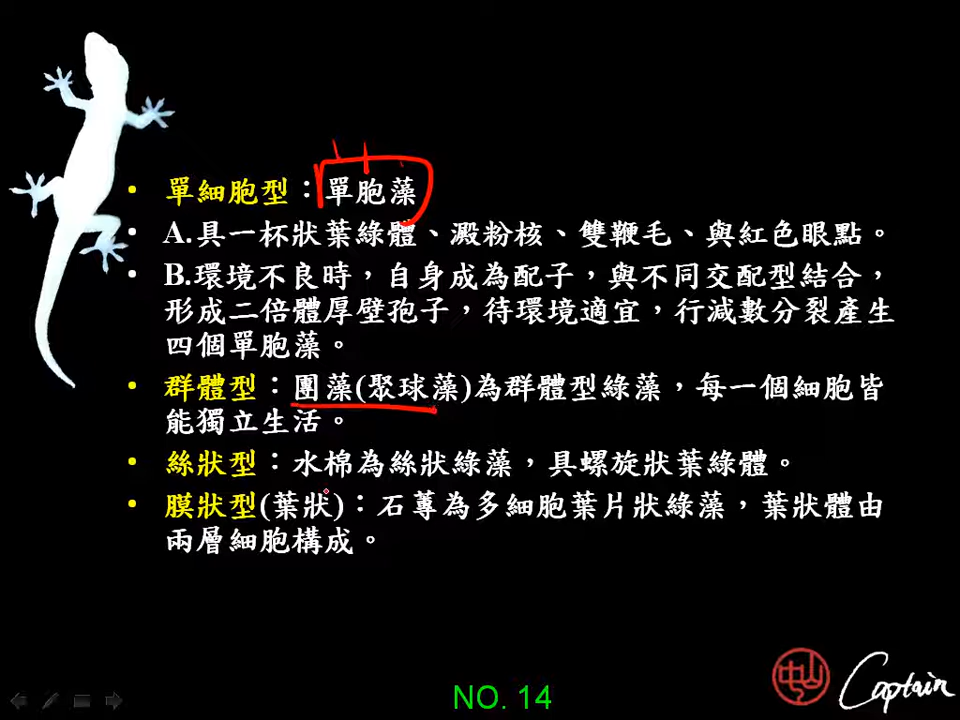 • 單細胞型：單胞藻
• A.具一杯狀葉綠體、澱粉核、雙鞭毛、與紅色眼點。
• B.環境不良時，自身成為配子，與不同交配型結合，
形成二倍體厚壁孢子，待環境適宜，行減數分裂產生
四個單胞藻。
• 群體型：團藻(聚球藻)為群體型綠藻，每一個細胞皆
能獨立生活。
• 絲狀型：水棉為絲狀綠藻，具螺旋狀葉綠體。
• 膜狀型(葉狀)：石蓴為多細胞葉片狀綠藻，葉狀體由
兩層細胞構成。
NO. 14
Captain